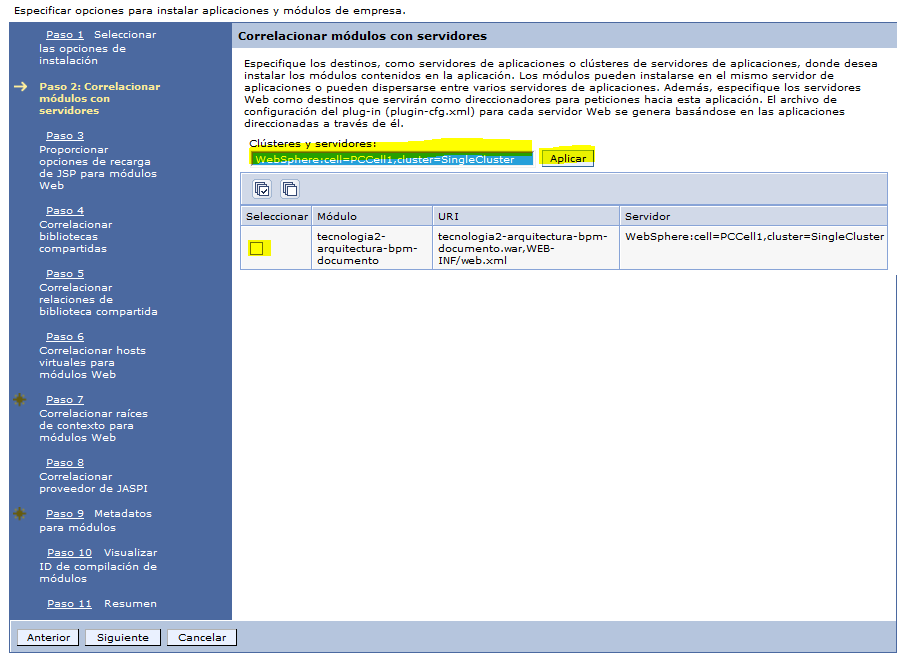 Especificar opciones para instalar aplicaciones y módulos de empresa.
Paso 1 Seleccionar
las opciones de
instalación
Paso 2: Correlacionar
módulos con
servidores
Paso 3
Proporcionar
opciones de recarga
de JSP para módulos
Web
Paso 4
Correlacionar
bibliotecas
compartidas
Paso 5
Correlacionar
relaciones de
biblioteca compartida
Paso 6
Correlacionar hosts
virtuales para
módulos Web
Paso 7
Correlacionar raíces
de contexto para
módulos Web
Paso 8
Correlacionar
proveedor de JASPI
Paso 9 Metadatos
para módulos
Paso 10 Visualizar
ID de compilación de
módulos
Paso 11 Resumen
Correlacionar módulos con servidores
Especifique los destinos, como servidores de aplicaciones o clústeres de servidores de aplicaciones, donde desea
instalar los módulos contenidos en la aplicación. Los módulos pueden instalarse en el mismo servidor de
aplicaciones o pueden dispersarse entre varios servidores de aplicaciones. Además, especifique los servidores
Web como destinos que servirán como direccionadores para peticiones hacia esta aplicación. El archivo de
configuración del plug-in (plugin-cfg.xml) para cada servidor Web se genera basándose en las aplicaciones
direccionadas a través de él.
Clústeres y servidores:
WebSphere:cell=PCCell1,cluster=SingleCluster Aplicar
Seleccionar Módulo URI Servidor
tecnologia2- tecnologia2-arquitectura-bpm- WebSphere:cell=PCCell1,cluster=SingleCluster
arquitectura-bpm- documento.war,WEB-
documento INF/web.xml
Anterior Siguiente Cancelar